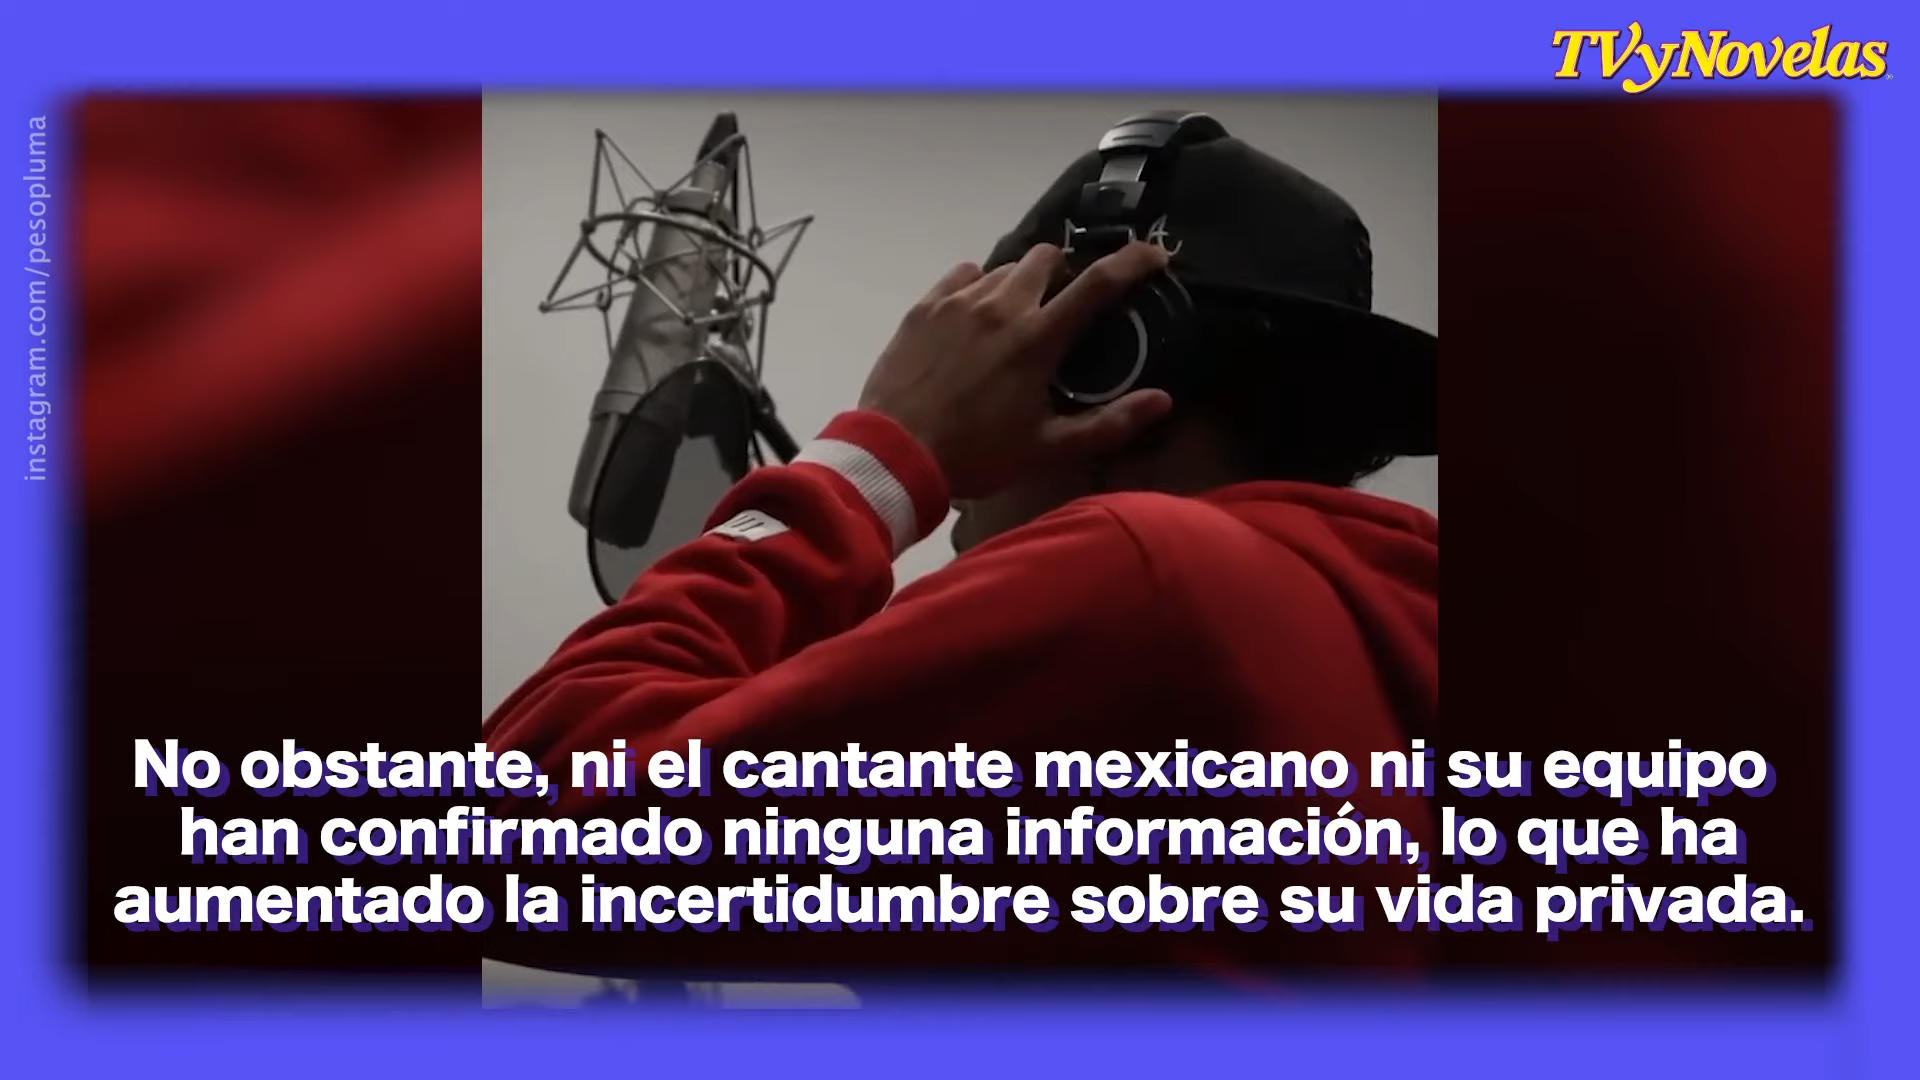 TVyNovelas
instagram.com/pesopluma
No obstante, ni el cantante mexicano ni su equipo
han confirmado ninguna información, lo que ha
aumentado la incertidumbre sobre su vida privada.